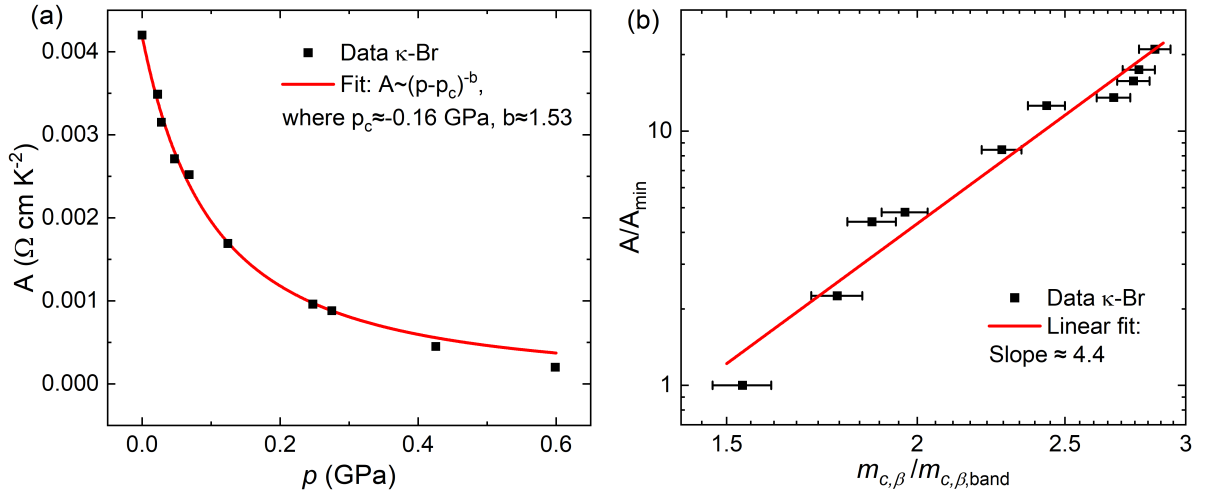 (a)
Data κ-Br
Fit: A~(p-pc)-b,
where pc≈-0.16 GPa, b≈1.53
A (Ω cm K-2)
0.004
0.003
0.002
0.001
0.000
0.0 0.2 0.4 0.6
p (GPa)
(b)
A/Amin
10
1
Data κ-Br
Linear fit:
Slope ≈ 4.4
1.5 2 2.5 3
mc,β/mc,β,band